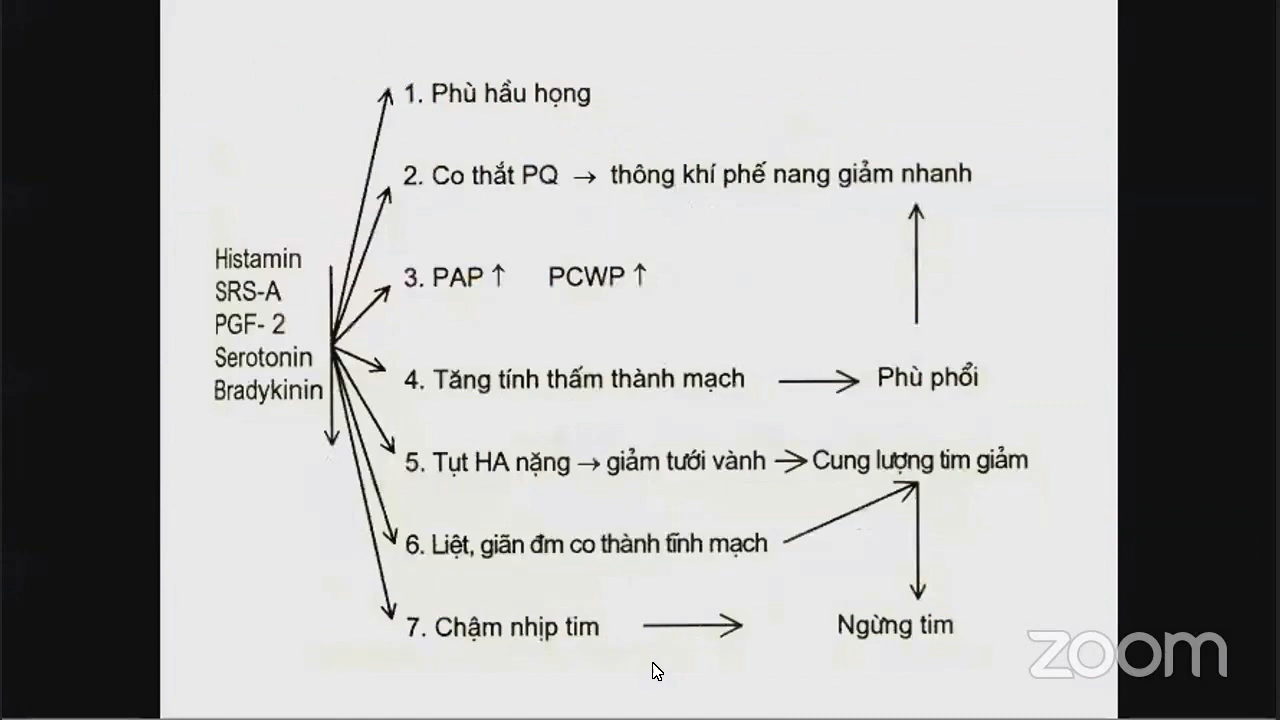 1. Phù hầu họng
2. Co thắt PQ → thông khí phế nang giảm nhanh
Histamin
SRS-A
PGF- 2
Serotonin
Bradykinin
3. PAP ↑ PCWP ↑
4. Tăng tính thấm thành mạch → Phù phổi
5. Tụt HA nặng → giảm tưới vành → Cung lượng tim giảm
6. Liệt, giãn đm co thành tĩnh mạch
7. Chậm nhịp tim → Ngừng tim
zoom